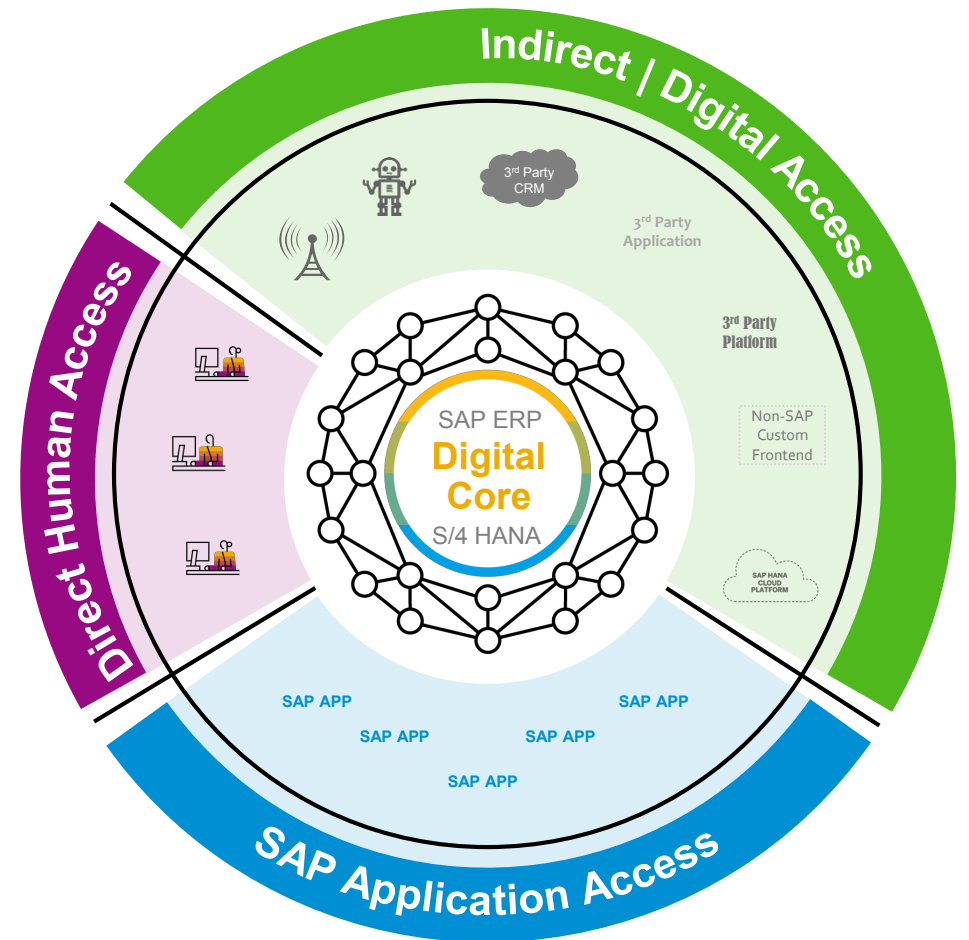 Indirect | Digital Access
3rd Party
CRM
3rd Party
Application
3rd Party
Platform
Non-SAP
Custom
Frontend
SAP HANA
CLOUD
PLATFORM
Direct Human Access
SAP ERP
Digital
Core
S/4 HANA
SAP APP
SAP APP
SAP APP
SAP APP
SAP APP
SAP Application Access